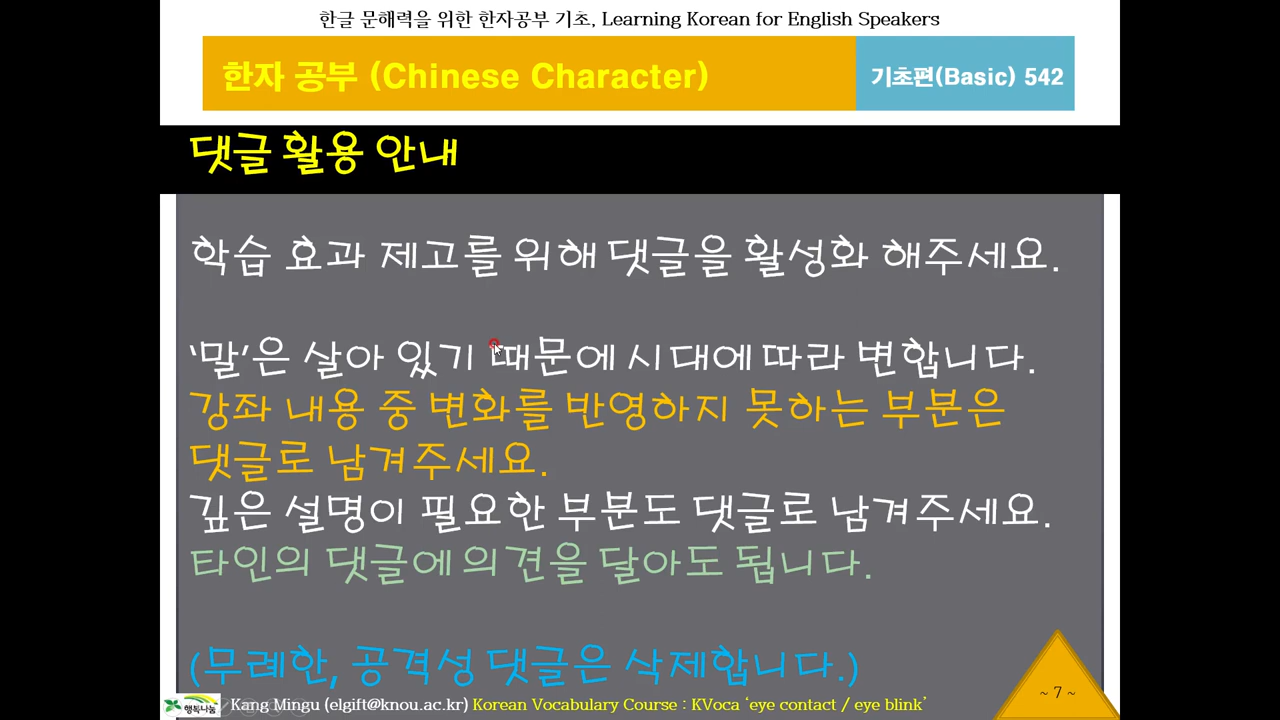 한글 문해력을 위한 한자공부 기초, Learning Korean for English Speakers
한자 공부 (Chinese Character)
기초편(Basic) 542
댓글 활용 안내
학습 효과 제고를 위해 댓글을 활성화 해주세요.
‘말’은 살아 있기 때문에 시대에 따라 변합니다.
강좌 내용 중 변화를 반영하지 못하는 부분은
댓글로 남겨주세요.
깊은 설명이 필요한 부분도 댓글로 남겨주세요.
타인의 댓글에 의견을 달아도 됩니다.
(무례한, 공격성 댓글은 삭제합니다.)
~ 7 ~
행복나눔
Kang Mingu (elgift@knou.ac.kr) Korean Vocabulary Course : KVoca ‘eye contact / eye blink’